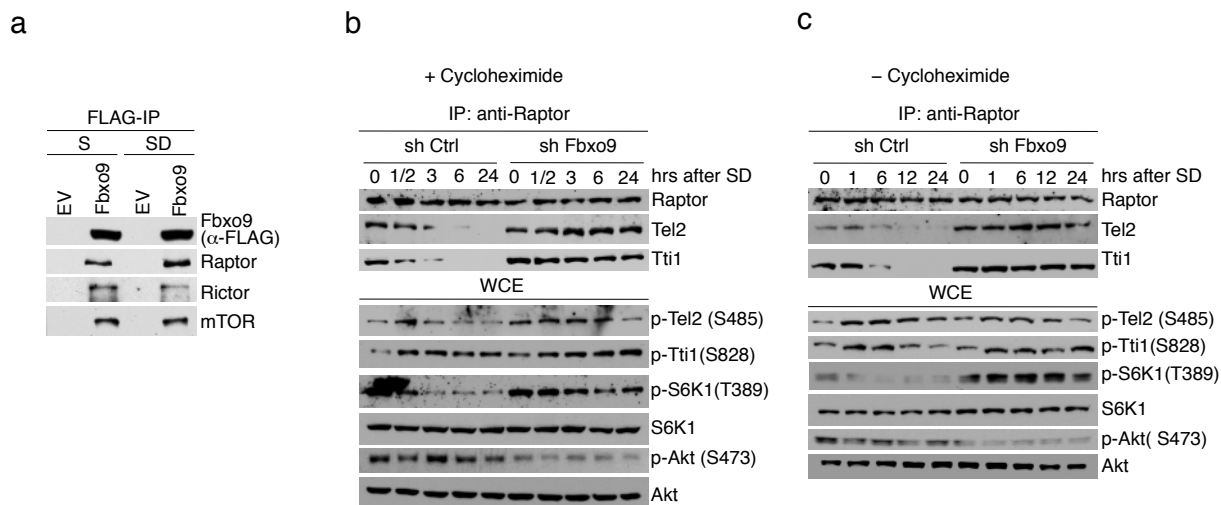 a
FLAG-IP
S SD
EV Fbxo9 EV Fbxo9
Fbxo9
(α-FLAG)
Raptor
Rictor
mTOR
b
+ Cycloheximide
IP: anti-Raptor
sh Ctrl sh Fbxo9
0 1/2 3 6 24 0 1/2 3 6 24 hrs after SD
Raptor
Tel2
Tti1
WCE
p-Tel2 (S485)
p-Tti1(S828)
p-S6K1(T389)
S6K1
p-Akt (S473)
Akt
c
– Cycloheximide
IP: anti-Raptor
sh Ctrl sh Fbxo9
0 1 6 12 24 0 1 6 12 24 hrs after SD
Raptor
Tel2
Tti1
WCE
p-Tel2 (S485)
p-Tti1(S828)
p-S6K1(T389)
S6K1
p-Akt( S473)
Akt